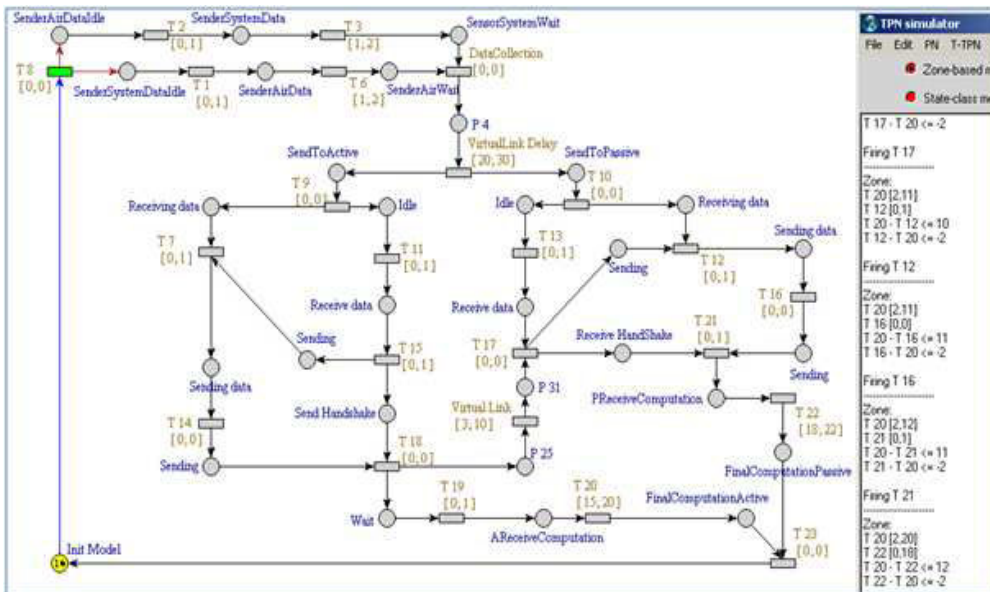 SenderAirDataIdle
T 2
[0,1]
SenderSystemData
T 3
[1,2]
SensorSystemWait
DataCollection
[0,0]
T 8
[0,0]
SenderSystemDataIdle
T 1
[0,1]
SenderAirData
T 6
[1,2]
SenderAirWait
P 4
VirtualLink Delay
[20,30]
SendToActive
SendToPassive
T 9
[0,0]
T 10
[0,0]
Receiving data
Idle
Idle
Receiving data
T 7
[0,1]
T 11
[0,1]
T 13
[0,1]
Sending
T 12
[0,1]
Sending data
T 16
[0,0]
Receive data
Receive data
Sending
T 15
[0,1]
T 17
[0,0]
Receive HandShake
T 21
[0,1]
Sending
Sending data
Send Handshake
P 31
PReceiveComputation
T 14
[0,0]
T 18
[0,0]
Virtual Link
[3,10]
T 22
[18,22]
Sending
P 25
FinalComputationPassive
Wait
T 19
[0,1]
AReceiveComputation
T 20
[15,20]
FinalComputationActive
T 23
[0,0]
Init Model
TPN simulator
File Edit PN T-TPN
Zone-based
State-class
T 17 - T 20 <= -2
Firing T 17
Zone:
T 20 [2,11]
T 12 [0,1]
T 20 - T 12 <= 10
T 12 - T 20 <= -2
Firing T 12
Zone:
T 20 [2,11]
T 16 [0,0]
T 20 - T 16 <= 11
T 16 - T 20 <= -2
Firing T 16
Zone:
T 20 [2,12]
T 21 [0,1]
T 20 - T 21 <= 11
T 21 - T 20 <= -2
Firing T 21
Zone:
T 20 [2,20]
T 22 [0,18]
T 20 - T 22 <= 12
T 22 - T 20 <= -2